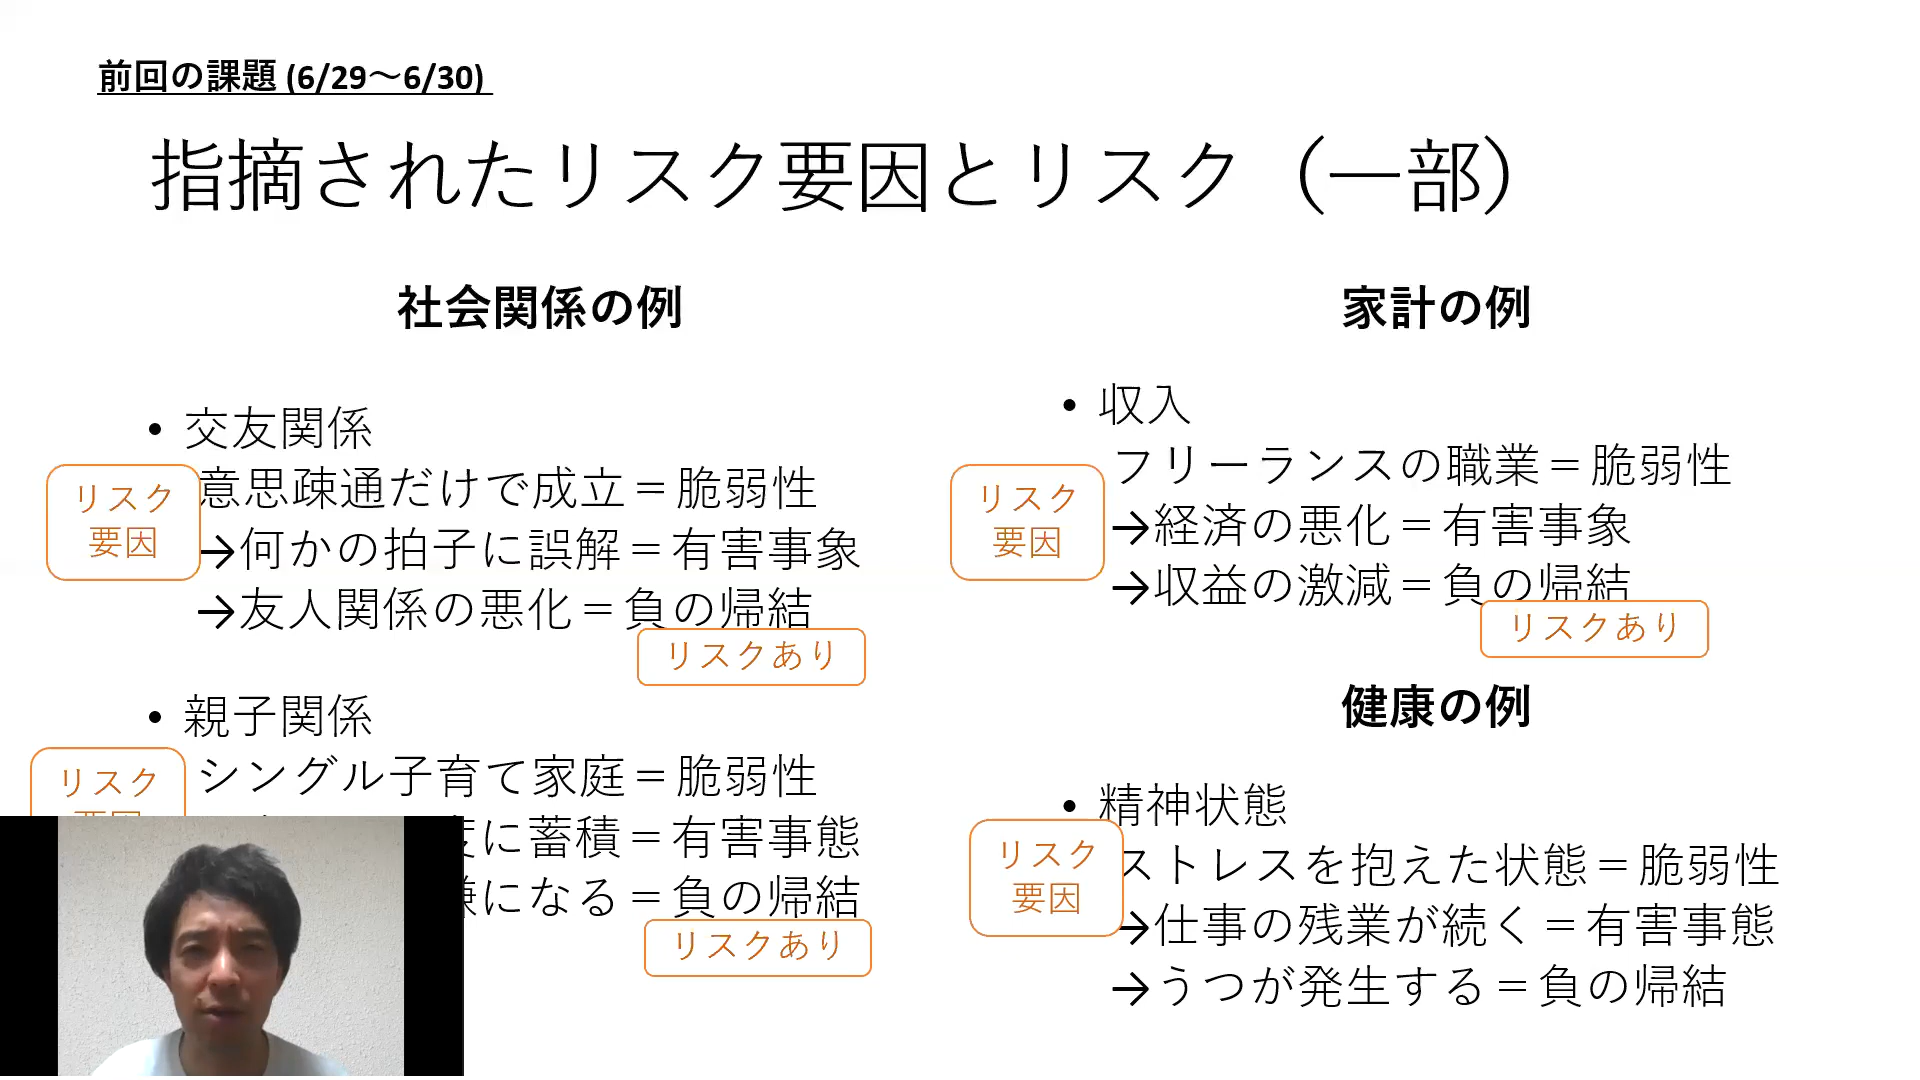 前回の課題 (6/29～6/30)
指摘されたリスク要因とリスク（一部）
社会関係の例
• 交友関係
意思疎通だけで成立＝脆弱性
→何かの拍子に誤解＝有害事象
→友人関係の悪化＝負の帰結
リスク
要因
リスクあり
• 親子関係
シングル子育て家庭＝脆弱性
に蓄積＝有害事態
になる＝負の帰結
リスク
要因
リスクあり
家計の例
• 収入
フリーランスの職業＝脆弱性
→経済の悪化＝有害事象
→収益の激減＝負の帰結
リスク
要因
リスクあり
健康の例
• 精神状態
ストレスを抱えた状態＝脆弱性
→仕事の残業が続く＝有害事態
→うつが発生する＝負の帰結
リスク
要因